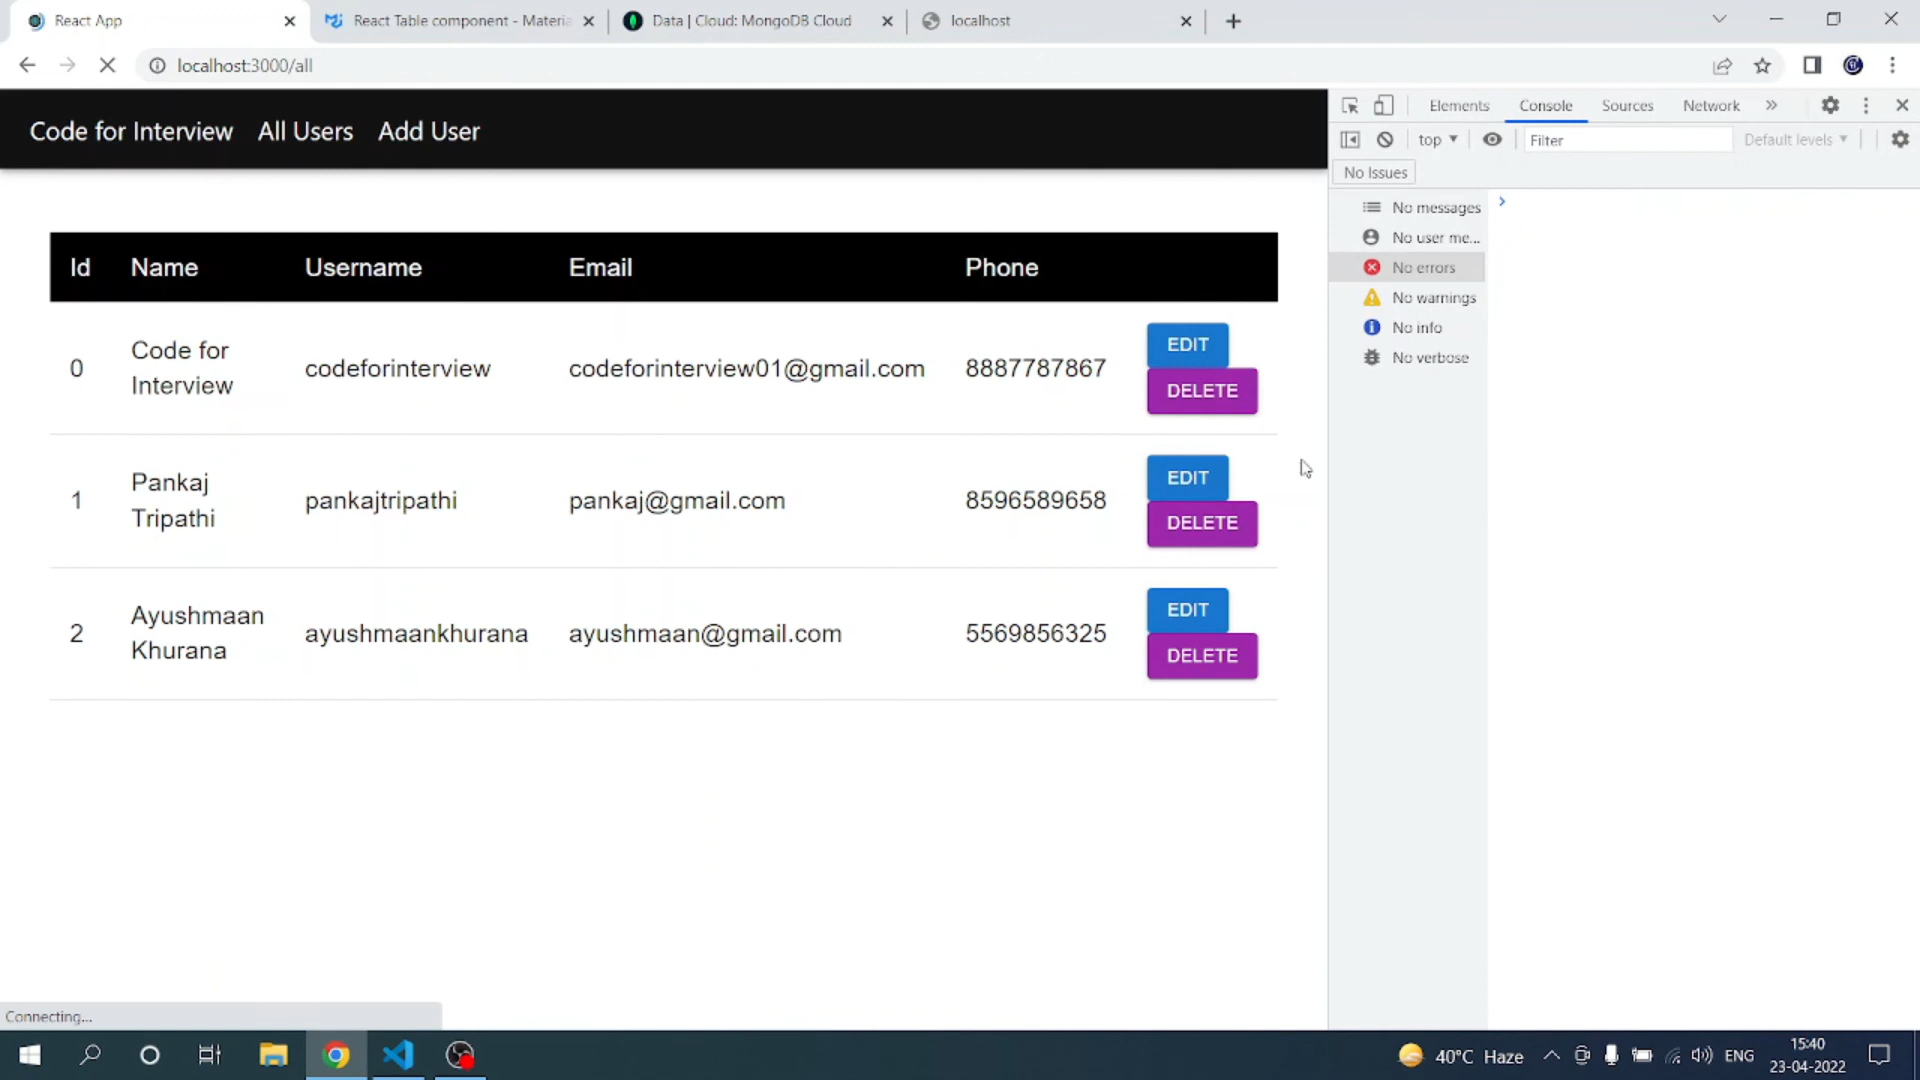 React App
React Table component - Materia
Data | Cloud: MongoDB Cloud
localhost
localhost:3000/all
Code for Interview All Users Add User
Elements Console Sources Network
top Filter Default levels
No Issues
No messages
No user me...
No errors
No warnings
No info
No verbose
Id Name Username Email Phone
0 Code for Interview codeforinterview codeforinterview01@gmail.com 8887787867 EDIT DELETE
1 Pankaj Tripathi pankajtripathi pankaj@gmail.com 8596589658 EDIT DELETE
2 Ayushmaan Khurana ayushmaankhurana ayushmaan@gmail.com 5569856325 EDIT DELETE
Connecting...
40°C Haze ENG 15:40
23-04-2022